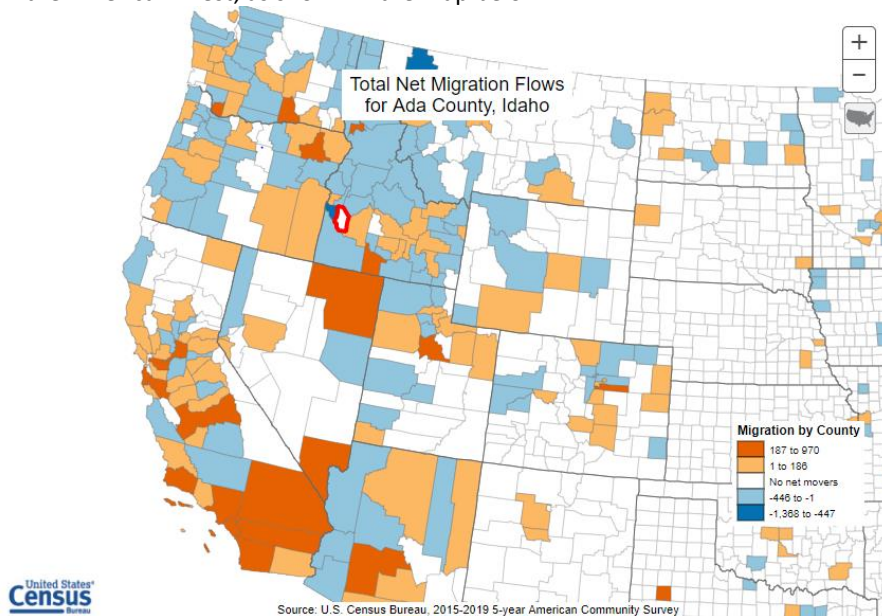 +
−
Total Net Migration Flows
for Ada County, Idaho
Migration by County
187 to 970
1 to 186
No net movers
-446 to -1
-1,368 to -447
United States®
Census
Bureau
Source: U.S. Census Bureau, 2015-2019 5-year American Community Survey